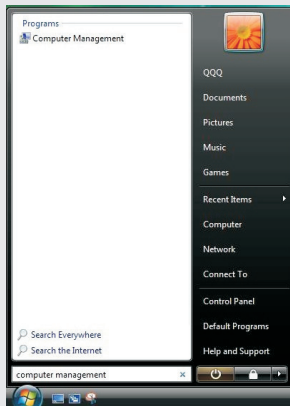 Programs
Computer Management
Search Everywhere
Search the Internet
computer management
QQQ
Documents
Pictures
Music
Games
Recent Items
Computer
Network
Connect To
Control Panel
Default Programs
Help and Support